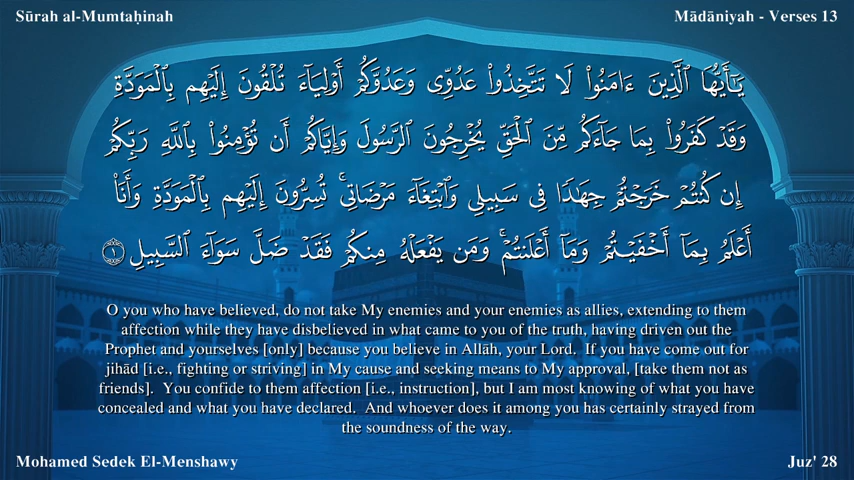 Sūrah al-Mumtaḥinah
Mādāniyah - Verses 13
يَـٰٓأَيُّهَا ٱلَّذِينَ ءَامَنُوا۟ لَا تَتَّخِذُوا۟ عَدُوِّى وَعَدُوَّكُمْ أَوْلِيَآءَ تُلْقُونَ إِلَيْهِم بِٱلْمَوَدَّةِ
وَقَدْ كَفَرُوا۟ بِمَا جَآءَكُم مِّنَ ٱلْحَقِّ يُخْرِجُونَ ٱلرَّسُولَ وَإِيَّاكُمْ أَن تُؤْمِنُوا۟ بِٱللَّهِ رَبِّكُمْ
إِن كُنتُمْ خَرَجْتُمْ جِهَـٰدًا فِى سَبِيلِى وَٱبْتِغَآءَ مَرْضَاتِى ۚ تُسِرُّونَ إِلَيْهِم بِٱلْمَوَدَّةِ وَأَنَا۠
أَعْلَمُ بِمَآ أَخْفَيْتُمْ وَمَآ أَعْلَنتُمْ ۚ وَمَن يَفْعَلْهُ مِنكُمْ فَقَدْ ضَلَّ سَوَآءَ ٱلسَّبِيلِ ١
O you who have believed, do not take My enemies and your enemies as allies, extending to them
affection while they have disbelieved in what came to you of the truth, having driven out the
Prophet and yourselves [only] because you believe in Allāh, your Lord.  If you have come out for
jihād [i.e., fighting or striving] in My cause and seeking means to My approval, [take them not as
friends].  You confide to them affection [i.e., instruction], but I am most knowing of what you have
concealed and what you have declared.  And whoever does it among you has certainly strayed from
the soundness of the way.
Mohamed Sedek El-Menshawy
Juz' 28